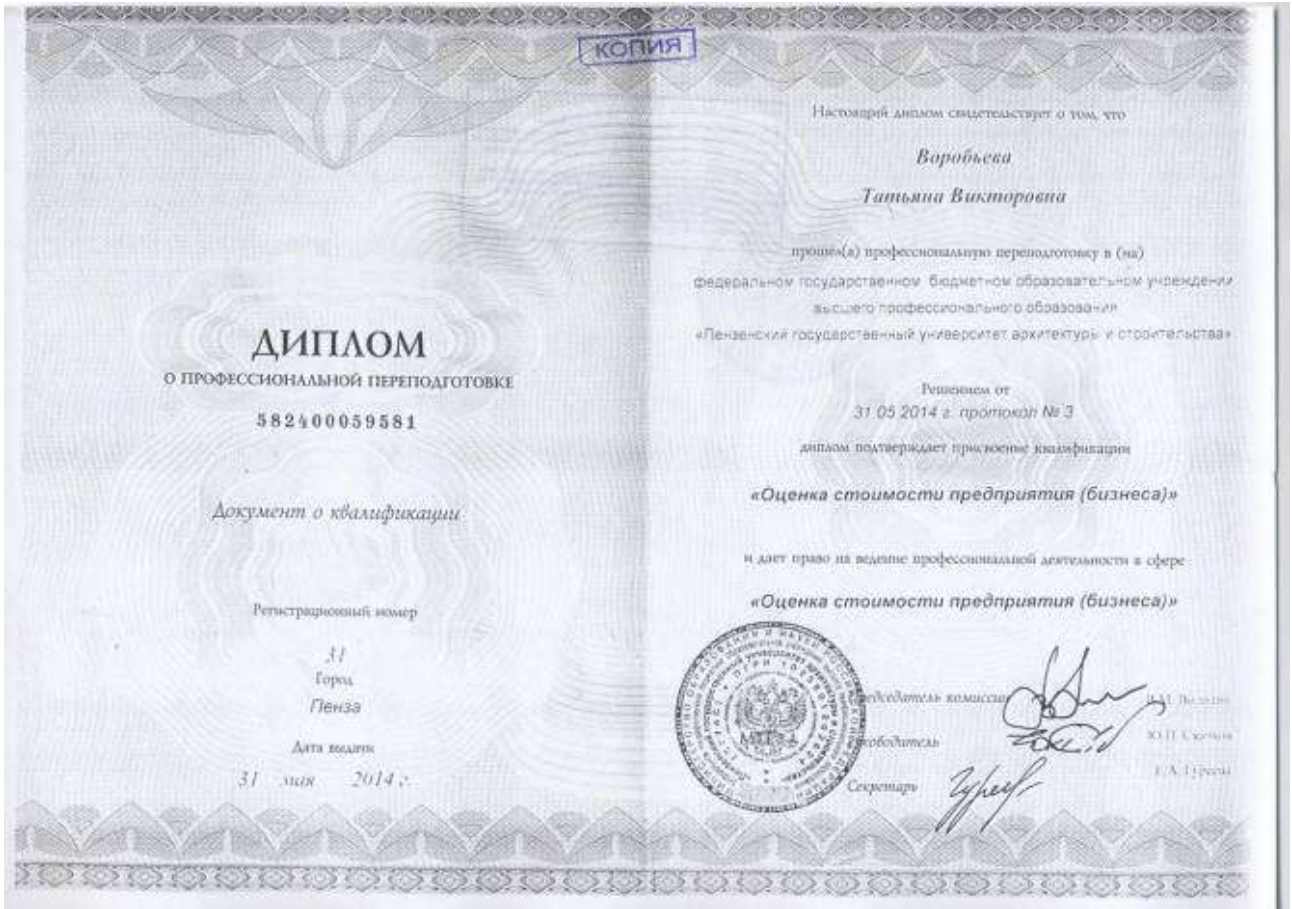 КОПИЯ
ДИПЛОМ
О ПРОФЕССИОНАЛЬНОЙ ПЕРЕПОДГОТОВКЕ
582400059581
Документ о квалификации
Регистрационный номер
31
Город
Пенза
Дата выдачи
31 мая 2014 г.
Настоящий диплом свидетельствует о том, что
Воробьева
Татьяна Викторовна
прошел(а) профессиональную переподготовку в (на)
федеральном государственном бюджетном образовательном учреждении
высшего профессионального образования
«Пензенский государственный университет архитектуры и строительства»
Решением от
31.05.2014 г. протокол № 3
диплом подтверждает присвоение квалификации
«Оценка стоимости предприятия (бизнеса)»
и дает право на ведение профессиональной деятельности в сфере
«Оценка стоимости предприятия (бизнеса)»
Председатель комиссии
Руководитель
Секретарь